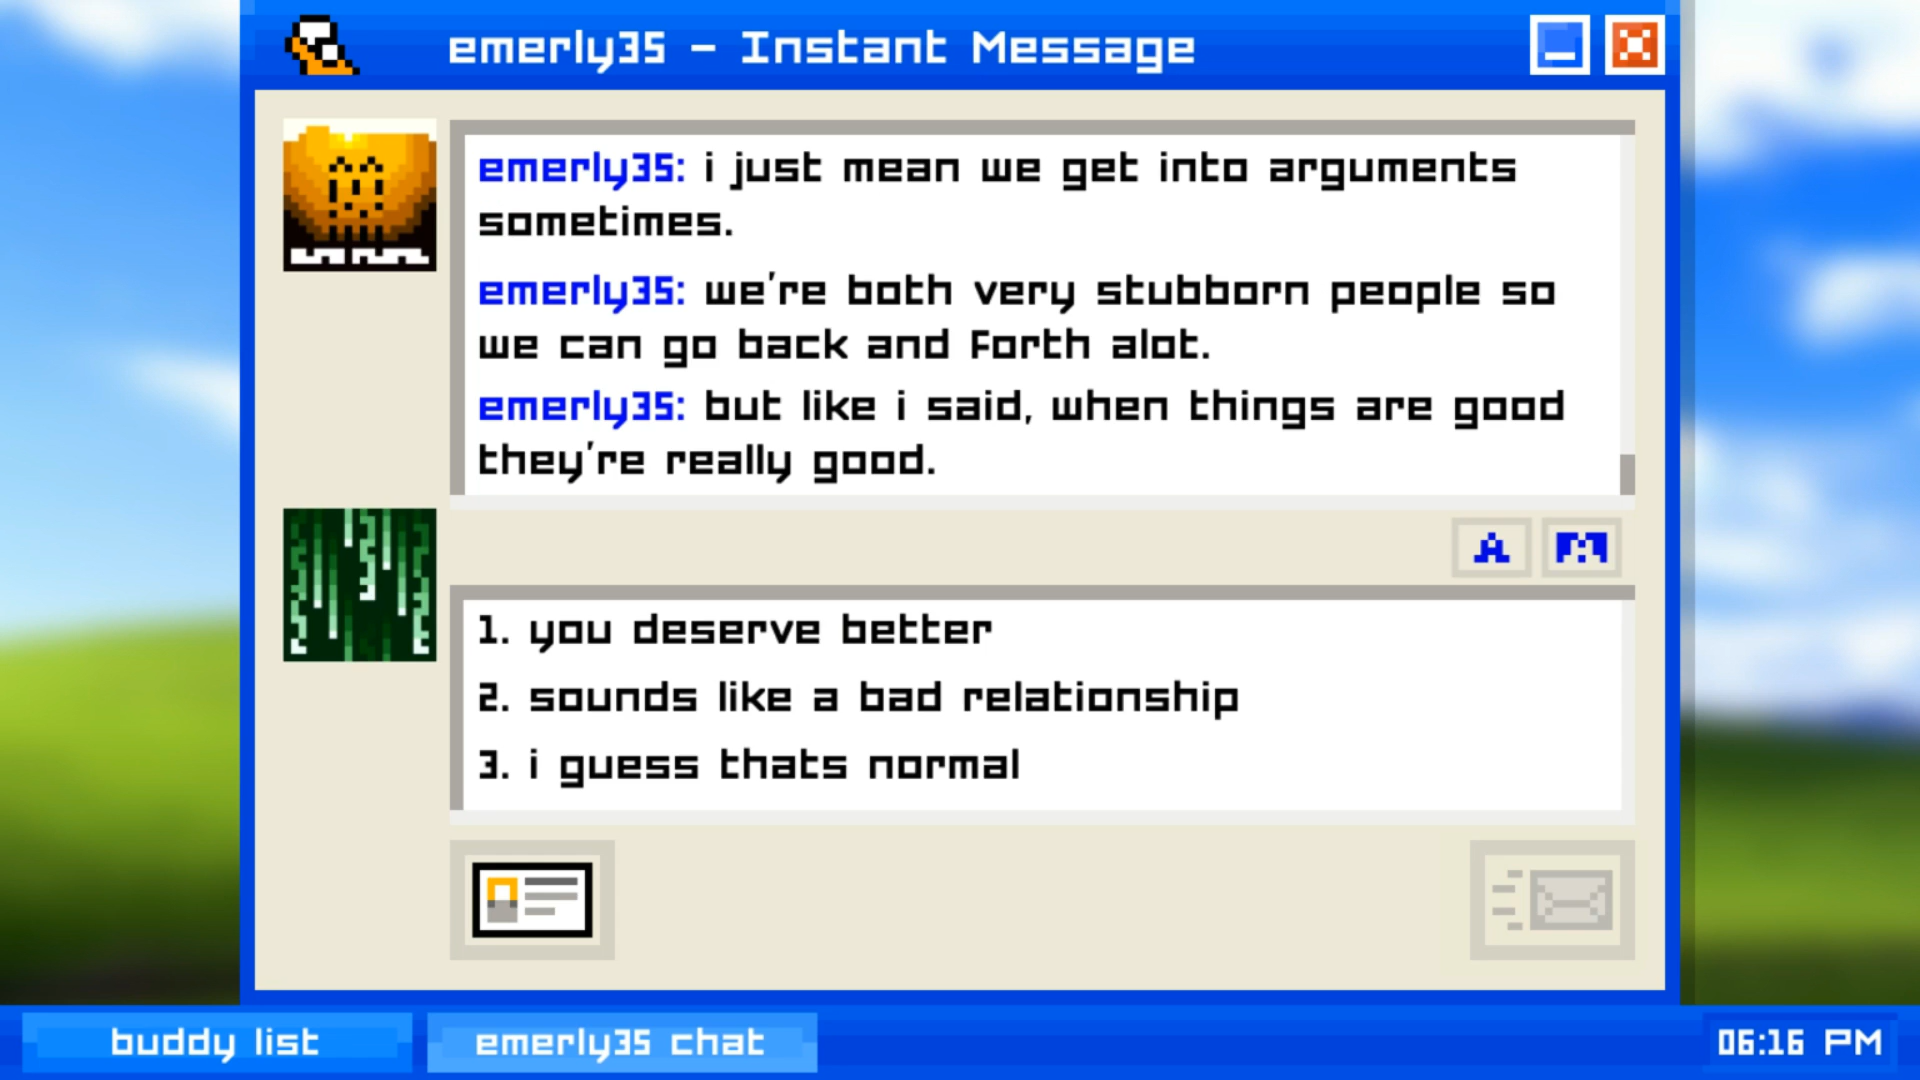 emerly35 - Instant Message
emerly35: i just mean we get into arguments
sometimes.
emerly35: we're both very stubborn people so
we can go back and forth alot.
emerly35: but like i said, when things are good
they're really good.
A
1. you deserve better
2. sounds like a bad relationship
3. i guess thats normal
buddy list
emerly35 chat
06:16 PM